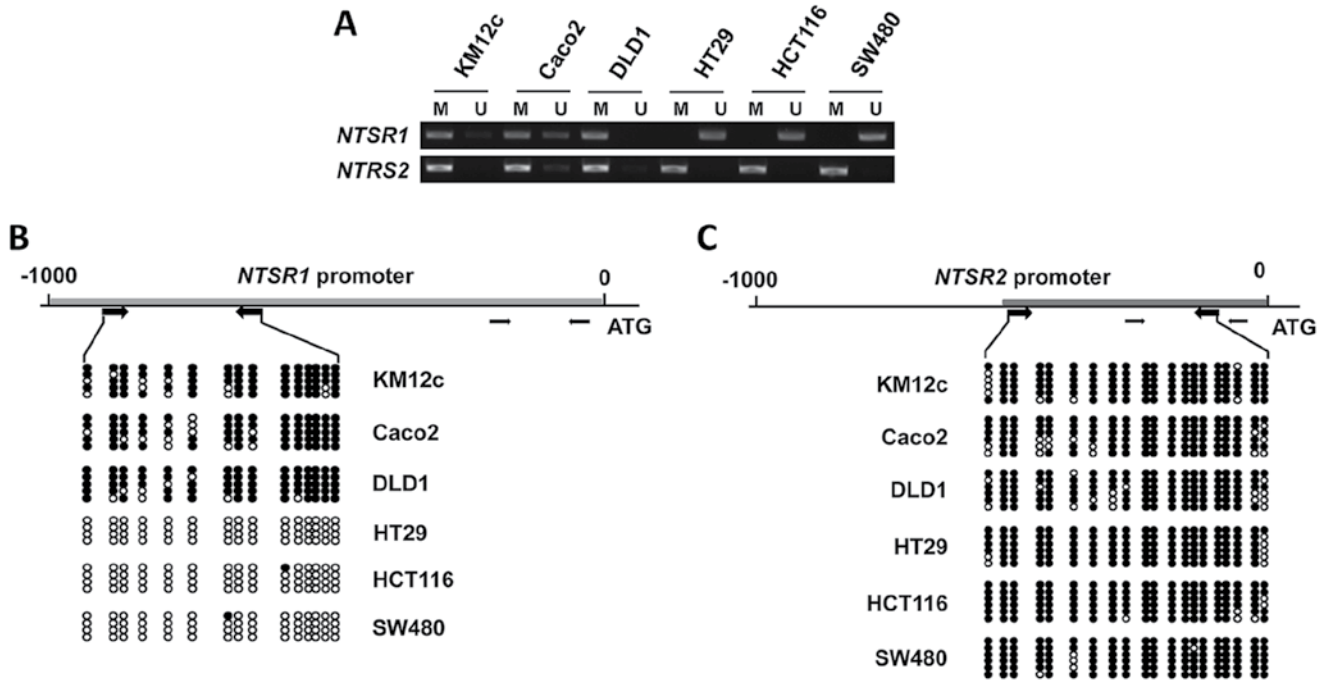 A
KM12c Caco2 DLD1 HT29 HCT116 SW480
M U M U M U M U M U M U
NTSR1
NTRS2
B
-1000 NTSR1 promoter 0
ATG
KM12c
Caco2
DLD1
HT29
HCT116
SW480
C
-1000 NTSR2 promoter 0
ATG
KM12c
Caco2
DLD1
HT29
HCT116
SW480